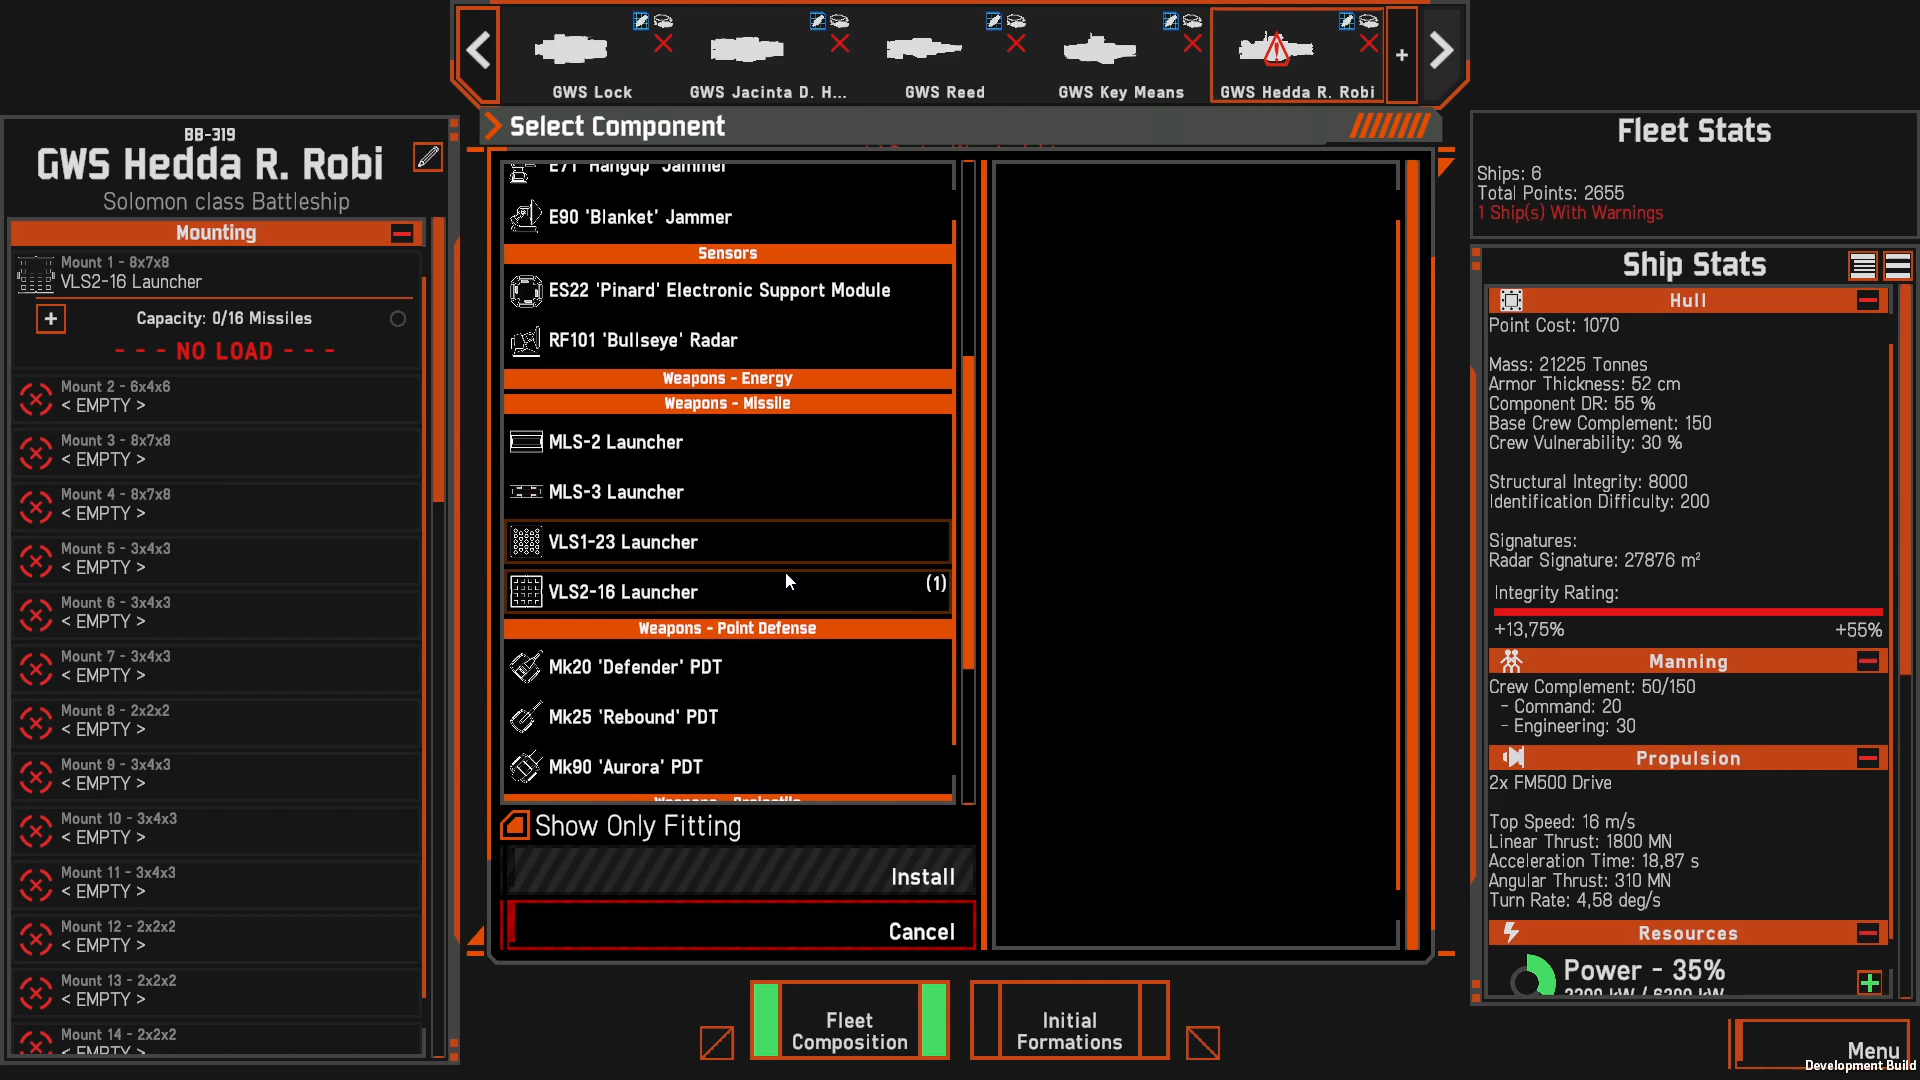 GWS Lock
GWS Jacinta D. H...
GWS Reed
GWS Key Means
GWS Hedda R. Robi
+
Select Component
BB-319
GWS Hedda R. Robi
Solomon class Battleship
Mounting
Mount 1 - 8x7x8
VLS2-16 Launcher
+
Capacity: 0/16 Missiles
- - - NO LOAD - - -
Mount 2 - 6x4x6
< EMPTY >
Mount 3 - 8x7x8
< EMPTY >
Mount 4 - 8x7x8
< EMPTY >
Mount 5 - 3x4x3
< EMPTY >
Mount 6 - 3x4x3
< EMPTY >
Mount 7 - 3x4x3
< EMPTY >
Mount 8 - 2x2x2
< EMPTY >
Mount 9 - 3x4x3
< EMPTY >
Mount 10 - 3x4x3
< EMPTY >
Mount 11 - 3x4x3
< EMPTY >
Mount 12 - 2x2x2
< EMPTY >
Mount 13 - 2x2x2
< EMPTY >
Mount 14 - 2x2x2
< EMPTY >
E71 'Hangup' Jammer
E90 'Blanket' Jammer
Sensors
ES22 'Pinard' Electronic Support Module
RF101 'Bullseye' Radar
Weapons - Energy
Weapons - Missile
MLS-2 Launcher
MLS-3 Launcher
VLS1-23 Launcher
VLS2-16 Launcher
(1)
Weapons - Point Defense
Mk20 'Defender' PDT
Mk25 'Rebound' PDT
Mk90 'Aurora' PDT
Weapons - Projectile
Show Only Fitting
Install
Cancel
Fleet
Composition
Initial
Formations
Fleet Stats
Ships: 6
Total Points: 2655
1 Ship(s) With Warnings
Ship Stats
Hull
Point Cost: 1070
Mass: 21225 Tonnes
Armor Thickness: 52 cm
Component DR: 55 %
Base Crew Complement: 150
Crew Vulnerability: 30 %
Structural Integrity: 8000
Identification Difficulty: 200
Signatures:
Radar Signature: 27876 m²
Integrity Rating:
+13,75%
+55%
Manning
Crew Complement: 50/150
- Command: 20
- Engineering: 30
Propulsion
2x FM500 Drive
Top Speed: 16 m/s
Linear Thrust: 1800 MN
Acceleration Time: 18,87 s
Angular Thrust: 310 MN
Turn Rate: 4,58 deg/s
Resources
Power - 35%
Menu
Development Build